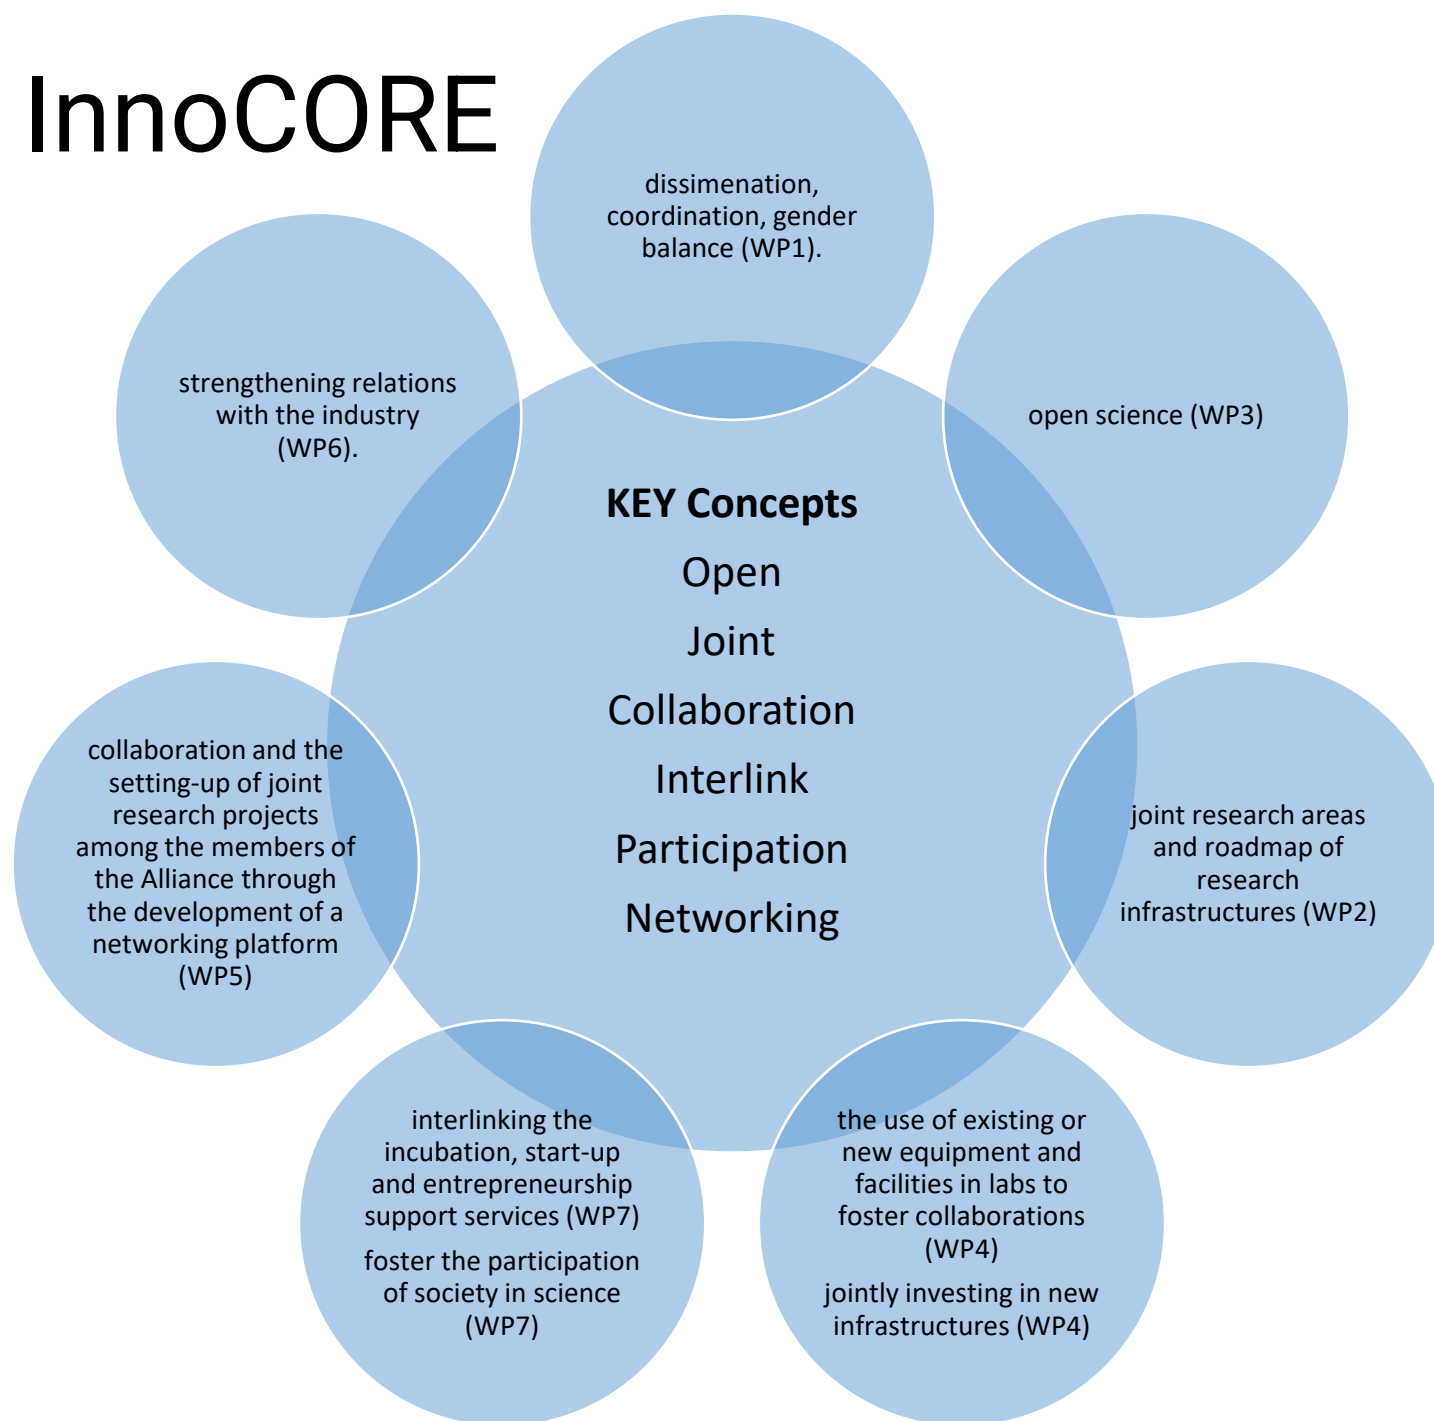 InnoCORE
dissimenation,
coordination, gender
balance (WP1).
open science (WP3)
joint research areas
and roadmap of
research
infrastructures (WP2)
the use of existing or
new equipment and
facilities in labs to
foster collaborations
(WP4)
jointly investing in new
infrastructures (WP4)
interlinking the
incubation, start-up
and entrepreneurship
support services (WP7)
foster the participation
of society in science
(WP7)
collaboration and the
setting-up of joint
research projects
among the members of
the Alliance through
the development of a
networking platform
(WP5)
strengthening relations
with the industry
(WP6).
KEY Concepts
Open
Joint
Collaboration
Interlink
Participation
Networking